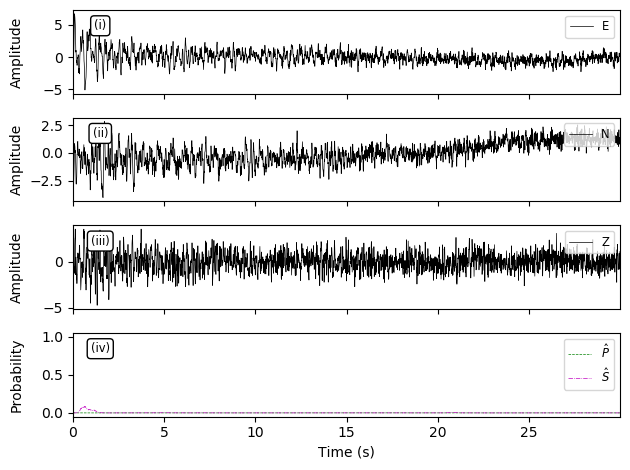 (i)
E
5
0
−5
Amplitude
(ii)
N
2.5
0.0
−2.5
Amplitude
(iii)
Z
0
−5
Amplitude
(iv)
P̂
Ŝ
1.0
0.5
0.0
Probability
0 5 10 15 20 25
Time (s)